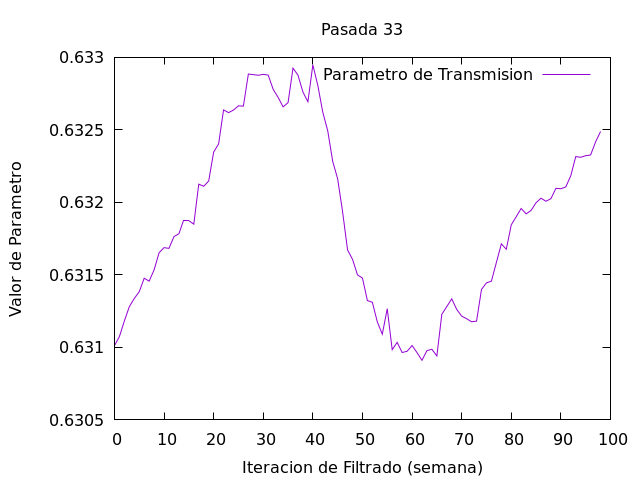 Pasada 33
0.633
Parametro de Transmision
0.6325
0.632
0.6315
0.631
0.6305
Valor de Parametro
0 10 20 30 40 50 60 70 80 90 100
Iteracion de Filtrado (semana)